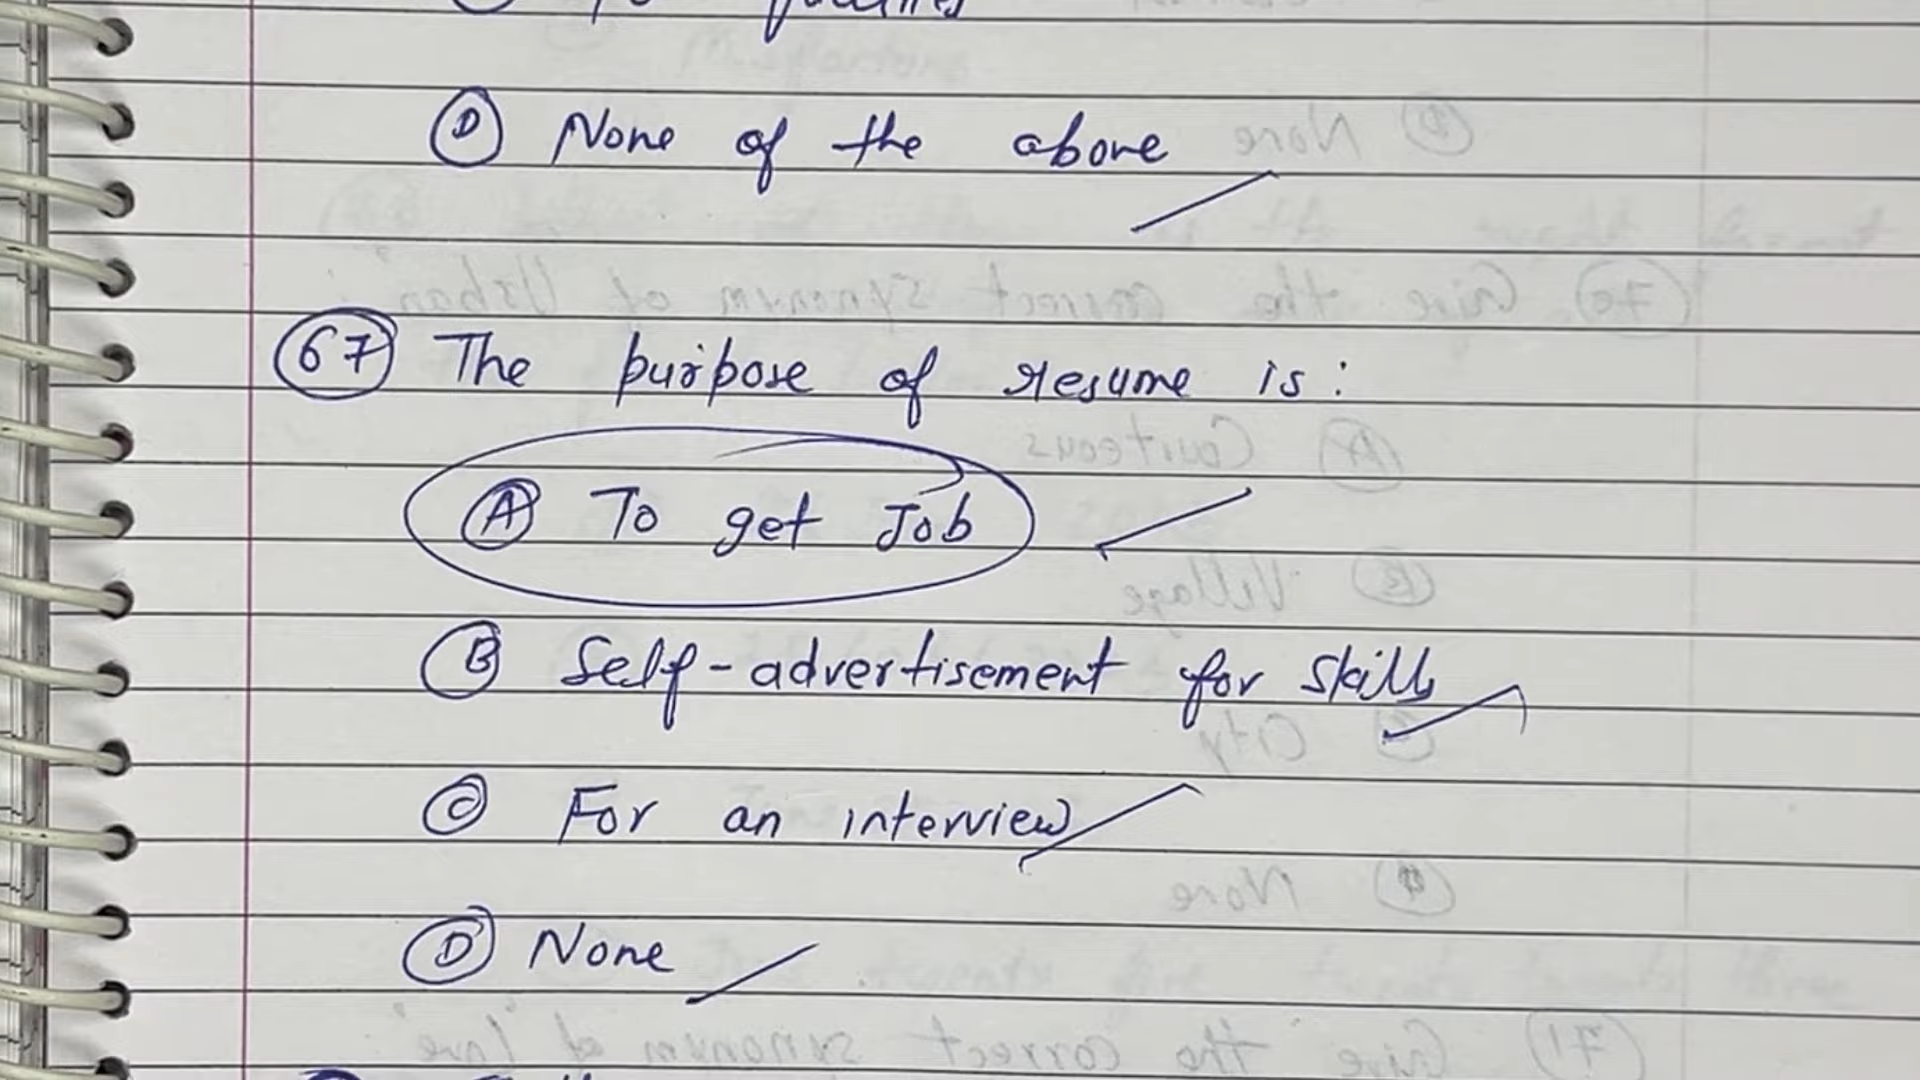 D None of the above
67 The purpose of resume is:
A To get Job
B Self-advertisement for skills
C For an interview
D None